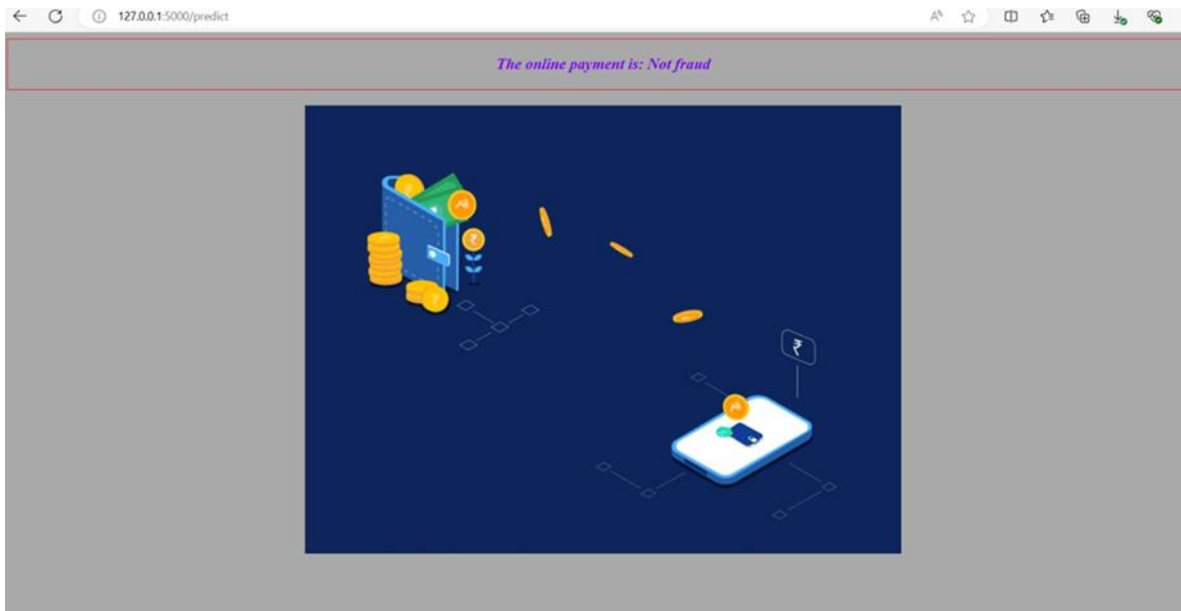 127.0.0.1:5000/predict
The online payment is: Not fraud
₹
₹